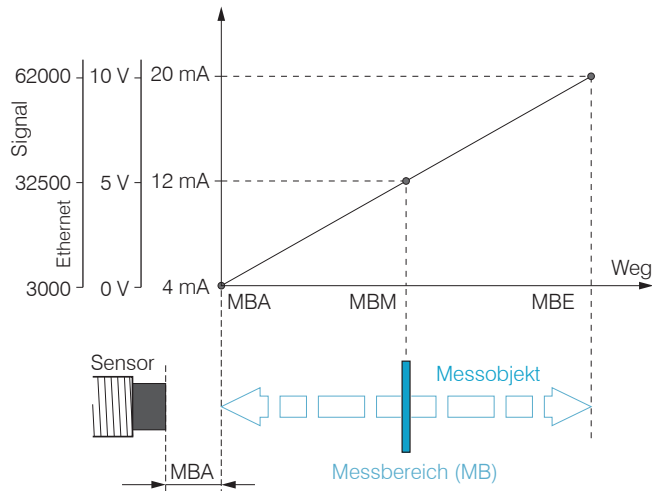 62000
10 V
20 mA
Signal
32500
5 V
12 mA
Ethernet
3000
0 V
4 mA
Weg
MBA
MBM
MBE
Sensor
Messobjekt
MBA
Messbereich (MB)